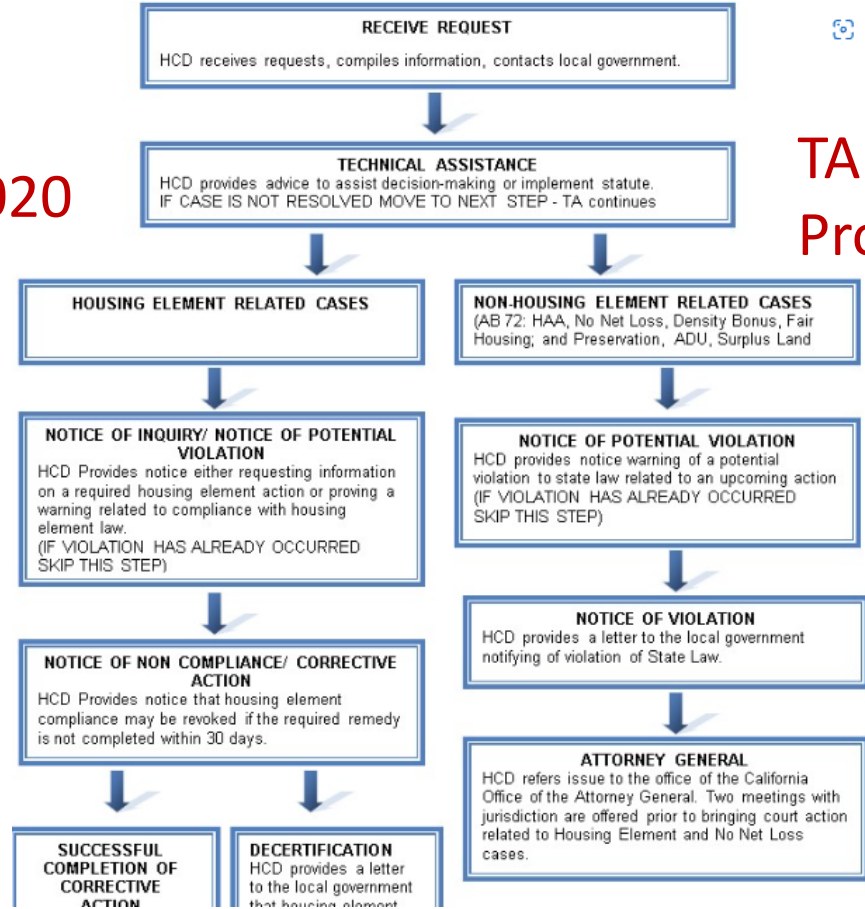 RECEIVE REQUEST
HCD receives requests, compiles information, contacts local government.
020
TECHNICAL ASSISTANCE
HCD provides advice to assist decision-making or implement statute.
IF CASE IS NOT RESOLVED MOVE TO NEXT STEP - TA continues
TA
Pro
HOUSING ELEMENT RELATED CASES
NON-HOUSING ELEMENT RELATED CASES
(AB 72: HAA, No Net Loss, Density Bonus, Fair
Housing; and Preservation, ADU, Surplus Land
NOTICE OF INQUIRY/ NOTICE OF POTENTIAL
VIOLATION
HCD Provides notice either requesting information
on a required housing element action or proving a
warning related to compliance with housing
element law.
(IF VIOLATION HAS ALREADY OCCURRED
SKIP THIS STEP)
NOTICE OF POTENTIAL VIOLATION
HCD provides notice warning of a potential
violation to state law related to an upcoming action
(IF VIOLATION HAS ALREADY OCCURRED
SKIP THIS STEP)
NOTICE OF VIOLATION
HCD provides a letter to the local government
notifying of violation of State Law.
NOTICE OF NON COMPLIANCE/ CORRECTIVE
ACTION
HCD Provides notice that housing element
compliance may be revoked if the required remedy
is not completed within 30 days.
ATTORNEY GENERAL
HCD refers issue to the office of the California
Office of the Attorney General. Two meetings with
jurisdiction are offered prior to bringing court action
related to Housing Element and No Net Loss
cases.
SUCCESSFUL
COMPLETION OF
CORRECTIVE
ACTION
DECERTIFICATION
HCD provides a letter
to the local government
that housing element